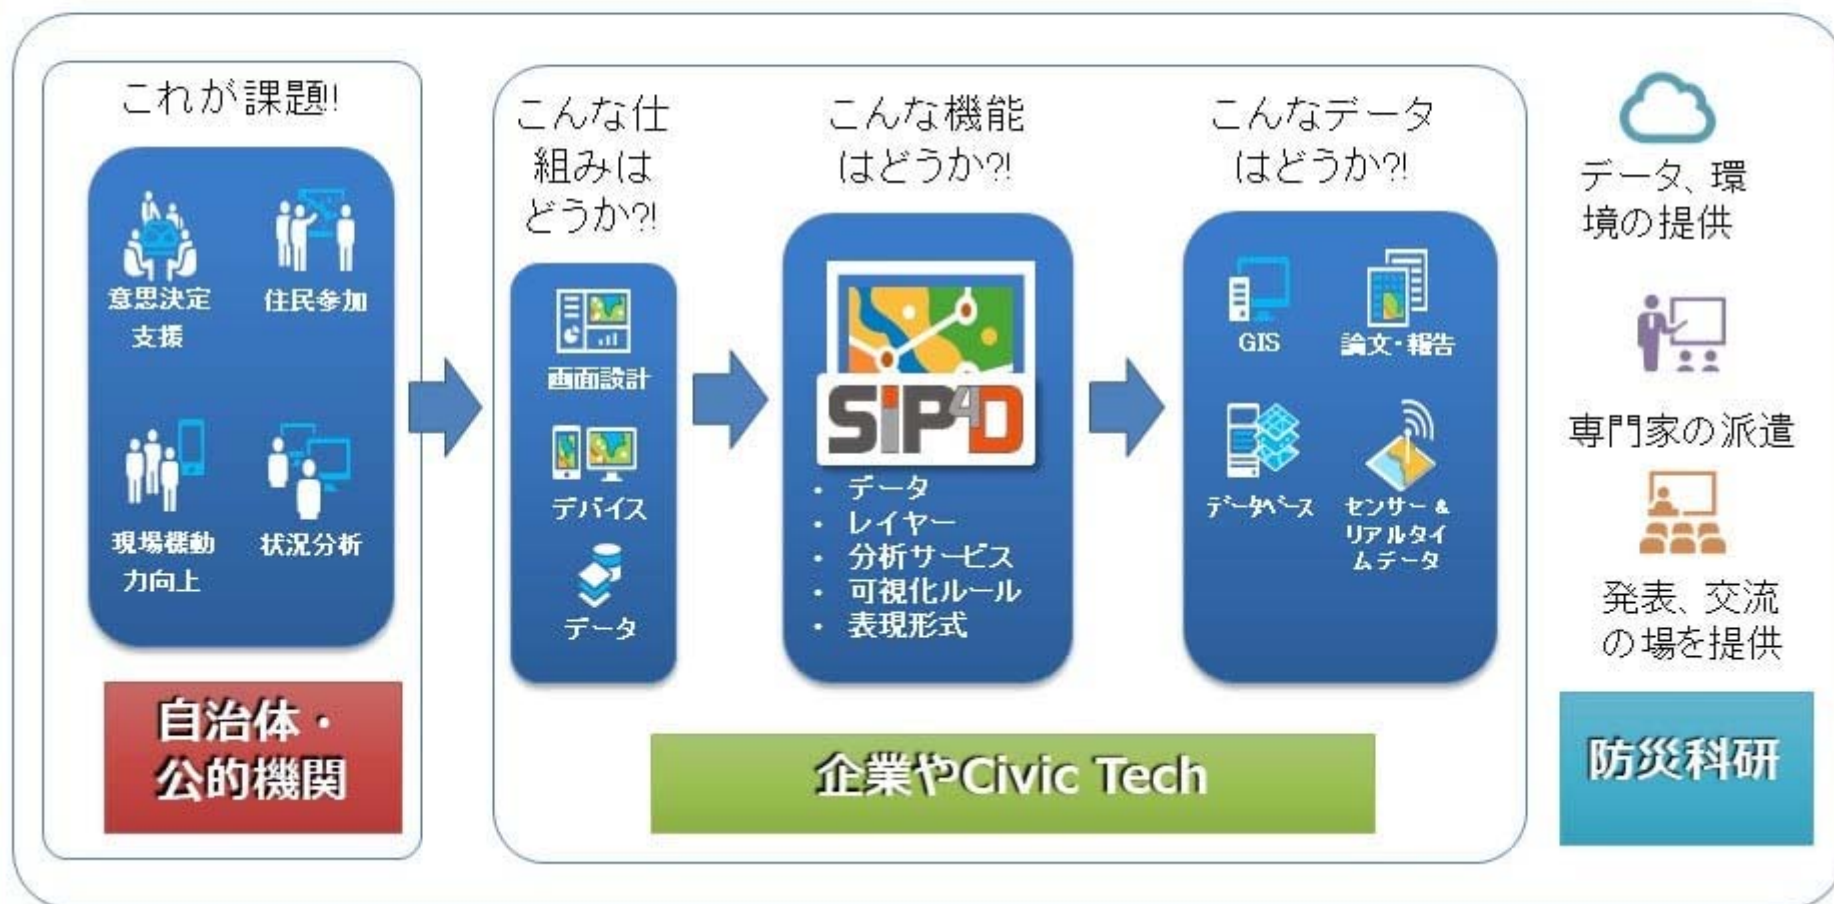 これが課題!!
意思決定
支援
住民参加
現場機動
力向上
状況分析
自治体・
公的機関
こんな仕
組みは
どうか?!
画面設計
デバイス
データ
こんな機能
はどうか?!
SIP4D
・ データ
・ レイヤー
・ 分析サービス
・ 可視化ルール
・ 表現形式
こんなデータ
はどうか?!
GIS
論文・報告
データベース
センサー &
リアルタイ
ムデータ
企業やCivic Tech
データ、環
境の提供
専門家の派遣
発表、交流
の場を提供
防災科研